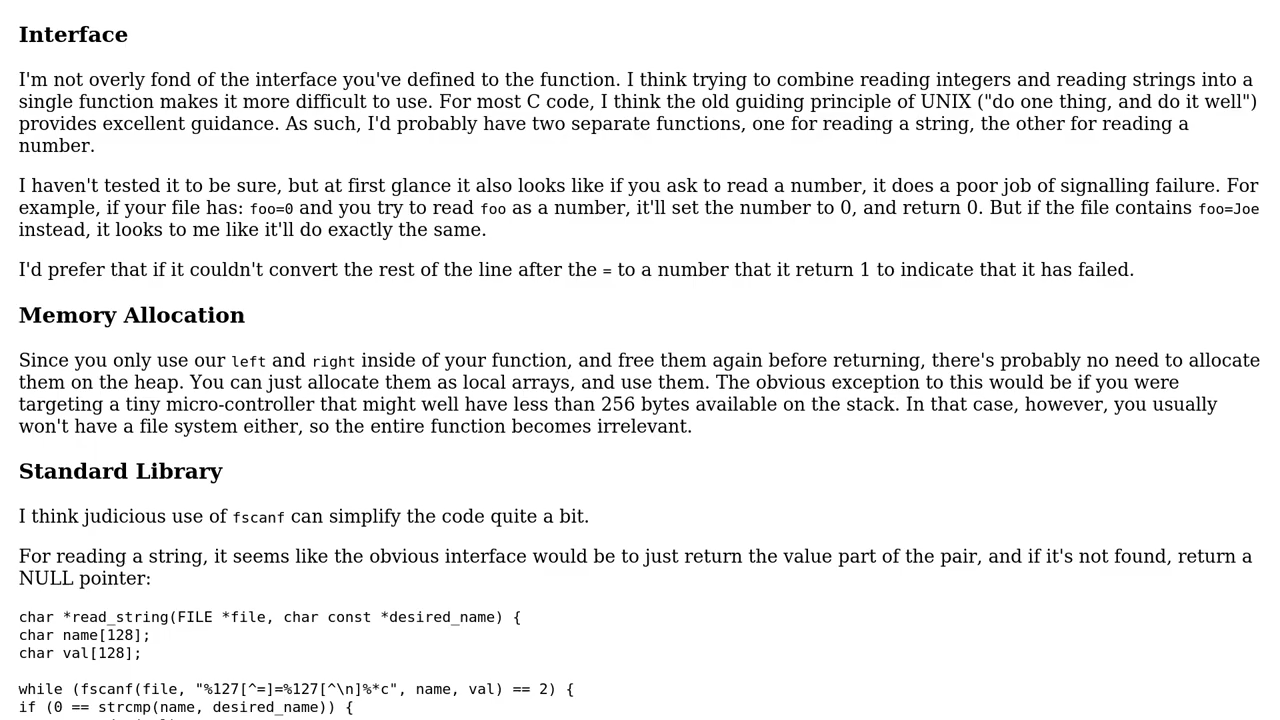 Interface
I'm not overly fond of the interface you've defined to the function. I think trying to combine reading integers and reading strings into a
single function makes it more difficult to use. For most C code, I think the old guiding principle of UNIX ("do one thing, and do it well")
provides excellent guidance. As such, I'd probably have two separate functions, one for reading a string, the other for reading a
number.
I haven't tested it to be sure, but at first glance it also looks like if you ask to read a number, it does a poor job of signalling failure. For
example, if your file has: foo=0 and you try to read foo as a number, it'll set the number to 0, and return 0. But if the file contains foo=Joe
instead, it looks to me like it'll do exactly the same.
I'd prefer that if it couldn't convert the rest of the line after the = to a number that it return 1 to indicate that it has failed.
Memory Allocation
Since you only use our left and right inside of your function, and free them again before returning, there's probably no need to allocate
them on the heap. You can just allocate them as local arrays, and use them. The obvious exception to this would be if you were
targeting a tiny micro-controller that might well have less than 256 bytes available on the stack. In that case, however, you usually
won't have a file system either, so the entire function becomes irrelevant.
Standard Library
I think judicious use of fscanf can simplify the code quite a bit.
For reading a string, it seems like the obvious interface would be to just return the value part of the pair, and if it's not found, return a
NULL pointer:
char *read_string(FILE *file, char const *desired_name) {
char name[128];
char val[128];
while (fscanf(file, "%127[^=]=%127[^\n]%*c", name, val) == 2) {
if (0 == strcmp(name, desired_name)) {